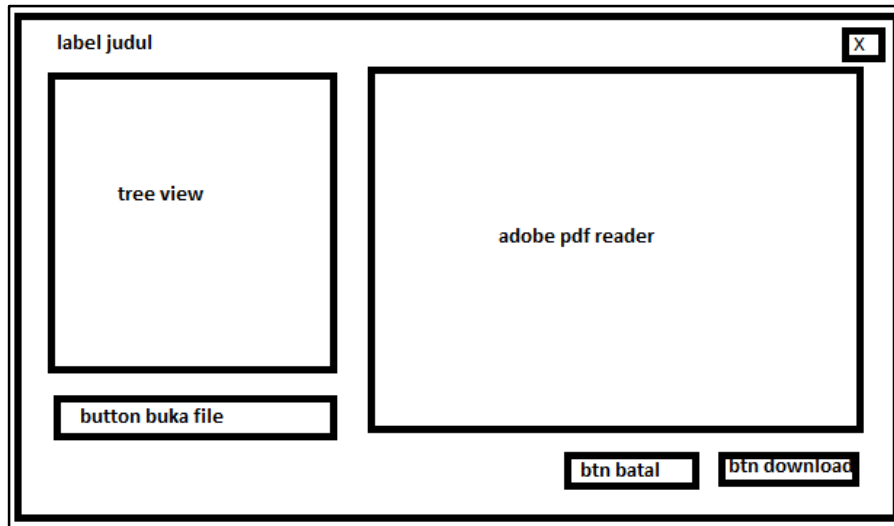 label judul
X
tree view
adobe pdf reader
button buka file
btn batal
btn download